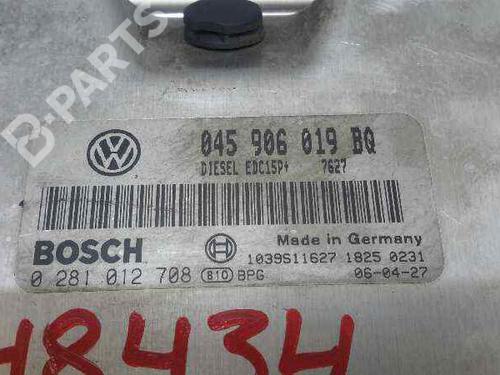 045 906 019 BQ
DIESEL EDC15P+ 7627
BOSCH
Made in Germany
1039S11627 1825 0231
0 281 012 708 810 BPG 06-04-27
48434
B-PARTS